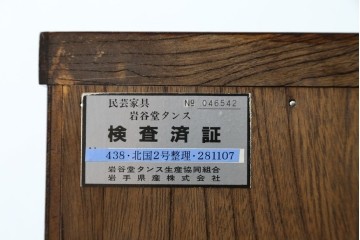 民芸家具 № 046542
岩谷堂タンス
検査済証
438・北国2号整理・281107
岩谷堂タンス生産協同組合
岩手県産株式会社